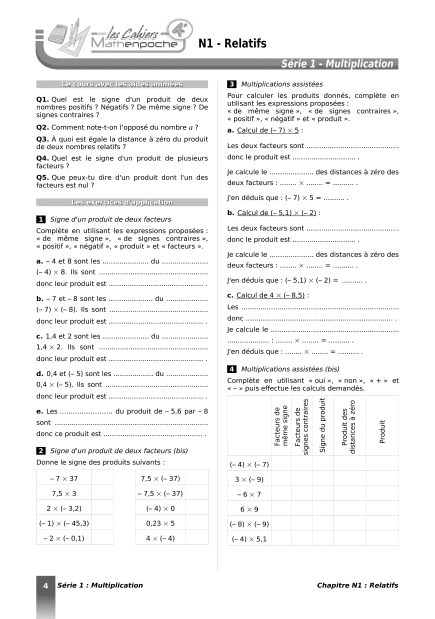 les Cahiers
Mathenpoche
4e
N1 - Relatifs
Série 1 - Multiplication
Le cours avec les aides animées
Q1. Quel est le signe d'un produit de deux
nombres positifs ? Négatifs ? De même signe ? De
signes contraires ?
Q2. Comment note-t-on l'opposé du nombre a ?
Q3. À quoi est égale la distance à zéro du produit
de deux nombres relatifs ?
Q4. Quel est le signe d'un produit de plusieurs
facteurs ?
Q5. Que peux-tu dire d'un produit dont l'un des
facteurs est nul ?
Les exercices d'application
1 Signe d'un produit de deux facteurs
Complète en utilisant les expressions proposées :
« de même signe », « de signes contraires »,
« positif », « négatif », « produit » et « facteurs ».
a. – 4 et 8 sont les ..................... du .....................
(– 4) × 8. Ils sont ..................................................
donc leur produit est ........................................... .
b. – 7 et – 8 sont les .................... du ....................
(– 7) × (– 8). Ils sont .............................................
donc leur produit est ........................................... .
c. 1,4 et 2 sont les ..................... du .....................
1,4 × 2. Ils sont ..................................................
donc leur produit est ........................................... .
d. 0,4 et (– 5) sont les .................. du ...................
0,4 × (– 5). Ils sont ...............................................
donc leur produit est ........................................... .
e. Les ........................ du produit de – 5,6 par – 8
sont ......................................................................
donc ce produit est ............................................. .
2 Signe d'un produit de deux facteurs (bis)
Donne le signe des produits suivants :
– 7 × 37 7,5 × (– 37)
7,5 × 3 – 7,5 × (– 37)
2 × (– 3,2) (– 4) × 0
(– 1) × (– 45,3) 0,23 × 5
– 2 × (– 0,1) 4 × (– 4)
3 Multiplications assistées
Pour calculer les produits donnés, complète en
utilisant les expressions proposées :
« de même signe », « de signes contraires »,
« positif », « négatif » et « produit ».
a. Calcul de (– 7) × 5 :
Les deux facteurs sont ..........................................
donc le produit est ............................. .
Je calcule le .................... des distances à zéro des
deux facteurs : ........ × ........ = .......... .
J'en déduis que : (– 7) × 5 = .......... .
b. Calcul de (– 5,1) × (– 2) :
Les deux facteurs sont ..........................................
donc le produit est ............................. .
Je calcule le .................... des distances à zéro des
deux facteurs : ........ × ........ = .......... .
J'en déduis que : (– 5,1) × (– 2) = .......... .
c. Calcul de 4 × (– 8,5) :
Les ........................................................................
donc ................................................................... .
Je calcule le ..........................................................
................... : ........ × ........ = .......... .
J'en déduis que : ........ × ........ = .......... .
4 Multiplications assistées (bis)
Complète en utilisant « oui », « non », « + » et
« – » puis effectue les calculs demandés.
Facteurs de
même signe
Facteurs de
signes contraires
Signe du produit
Produit des
distances à zéro
Produit
(– 4) × (– 7)
3 × (– 9)
– 6 × 7
6 × 9
(– 8) × (– 9)
(– 4) × 5,1
4 Série 1 : Multiplication
Chapitre N1 : Relatifs